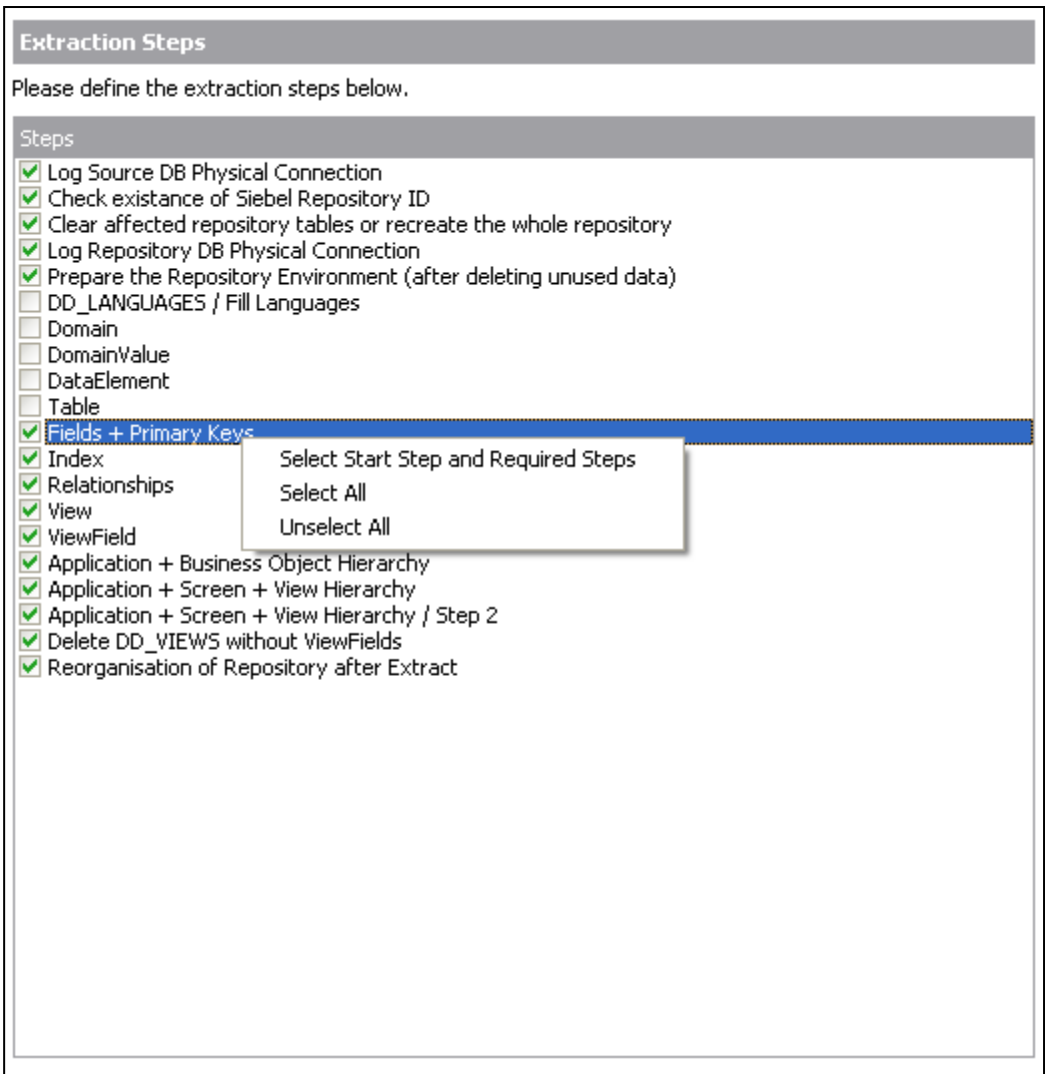 Extraction Steps
Please define the extraction steps below.
Steps
Log Source DB Physical Connection
Check existance of Siebel Repository ID
Clear affected repository tables or recreate the whole repository
Log Repository DB Physical Connection
Prepare the Repository Environment (after deleting unused data)
DD_LANGUAGES / Fill Languages
Domain
DomainValue
DataElement
Table
Fields + Primary Keys
Index
Relationships
View
ViewField
Select Start Step and Required Steps
Select All
Unselect All
Application + Business Object Hierarchy
Application + Screen + View Hierarchy
Application + Screen + View Hierarchy / Step 2
Delete DD_VIEWS without ViewFields
Reorganisation of Repository after Extract